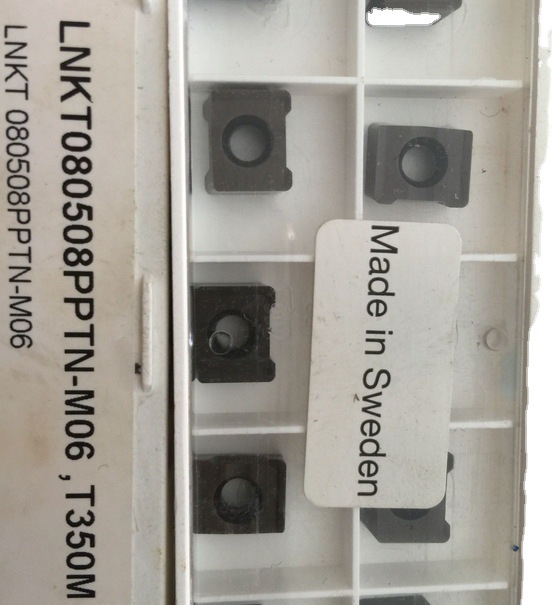 LNKT080508PPTN-M06 , T350M
LNKT 080508PPTN-M06
Made in Sweden